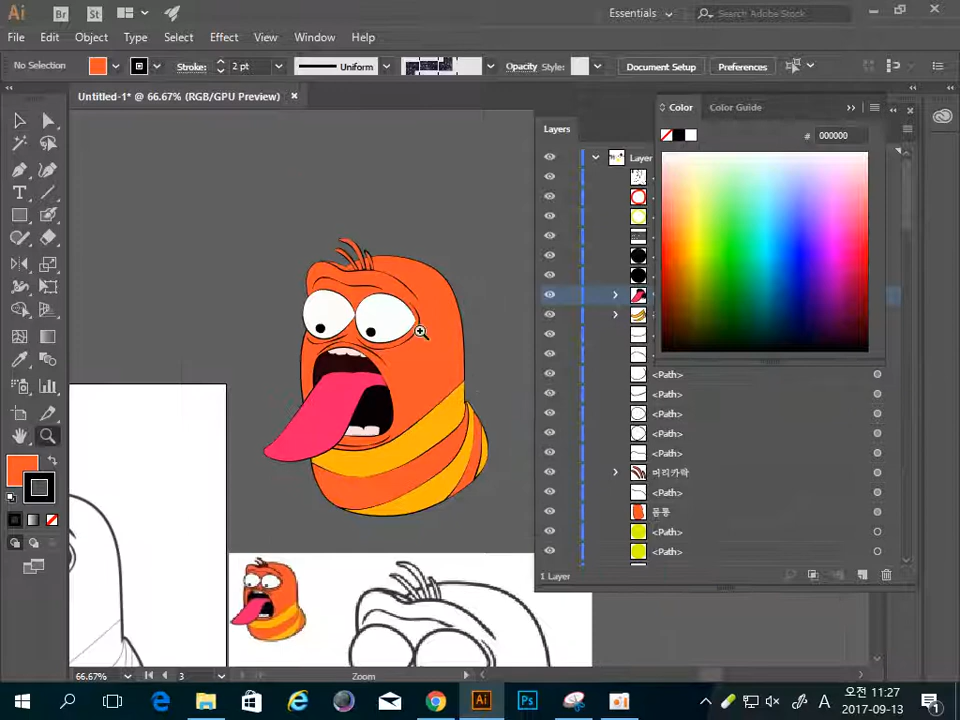 Ai Br St Essentials Search Adobe Stock
File Edit Object Type Select Effect View Window Help
No Selection Stroke: 2 pt Uniform Opacity Style: Document Setup Preferences
Untitled-1* @ 66.67% (RGB/GPU Preview) ×
Color Color Guide
Layers
# 000000
Layer
<Path>
<Path>
<Path>
<Path>
<Path>
머리카락
<Path>
몸통
<Path>
<Path>
1 Layer
66.67% 3 Zoom
오전 11:27
Ai Ps A 2017-09-13 1